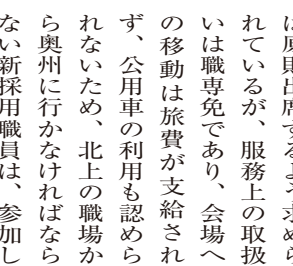 は原則出席するよう求めら
れているが、服務上の取扱
いは職専免であり、会場へ
の移動は旅費が支給され
ず、公用車の利用も認めら
れないため、北上の職場か
ら奥州に行かなければなら
ない新採用職員は、参加し